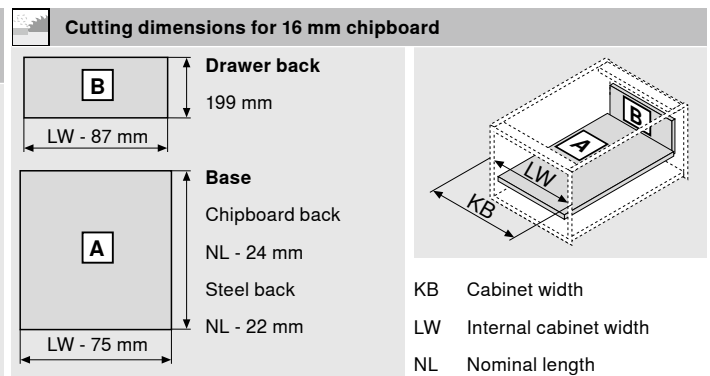 Cutting dimensions for 16 mm chipboard
B
LW - 87 mm
Drawer back
199 mm
A
LW - 75 mm
Base
Chipboard back
NL - 24 mm
Steel back
NL - 22 mm
B
A
LW
KB
KB Cabinet width
LW Internal cabinet width
NL Nominal length